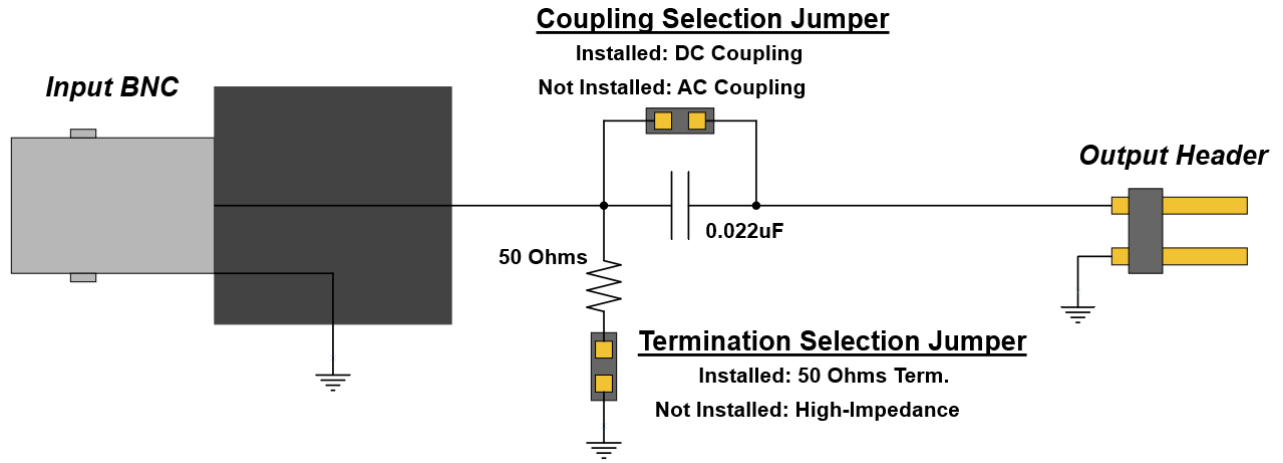 Coupling Selection Jumper
Installed: DC Coupling
Not Installed: AC Coupling
Input BNC
Output Header
0.022uF
50 Ohms
Termination Selection Jumper
Installed: 50 Ohms Term.
Not Installed: High-Impedance